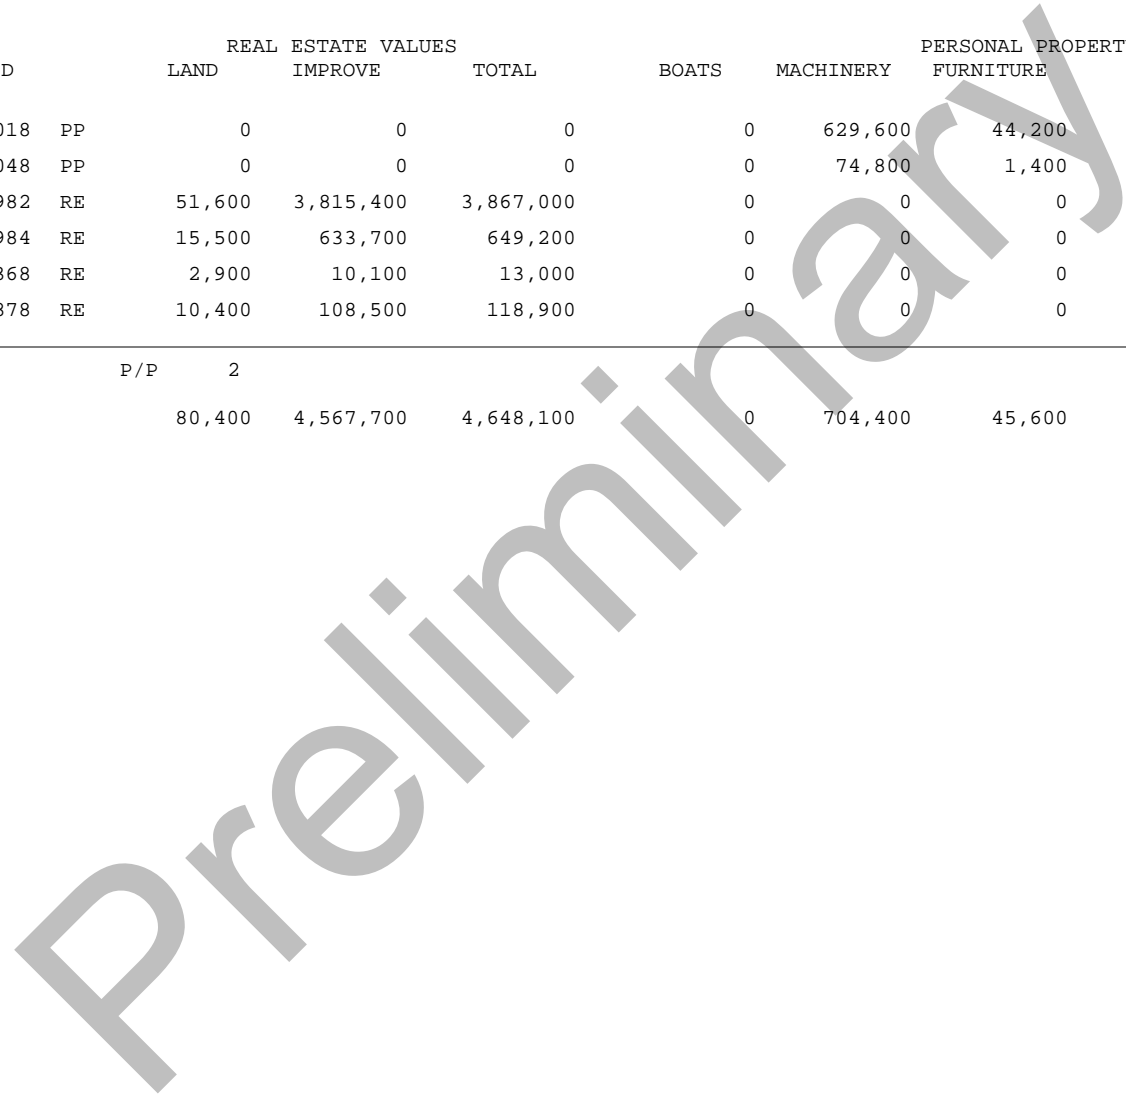 REAL ESTATE VALUES PERSONAL PROPERT
D LAND IMPROVE TOTAL BOATS MACHINERY FURNITURE
018 PP 0 0 0 0 629,600 44,200
048 PP 0 0 0 0 74,800 1,400
982 RE 51,600 3,815,400 3,867,000 0 0 0
984 RE 15,500 633,700 649,200 0 0 0
868 RE 2,900 10,100 13,000 0 0 0
878 RE 10,400 108,500 118,900 0 0 0
P/P 2
80,400 4,567,700 4,648,100 0 704,400 45,600
Preliminary